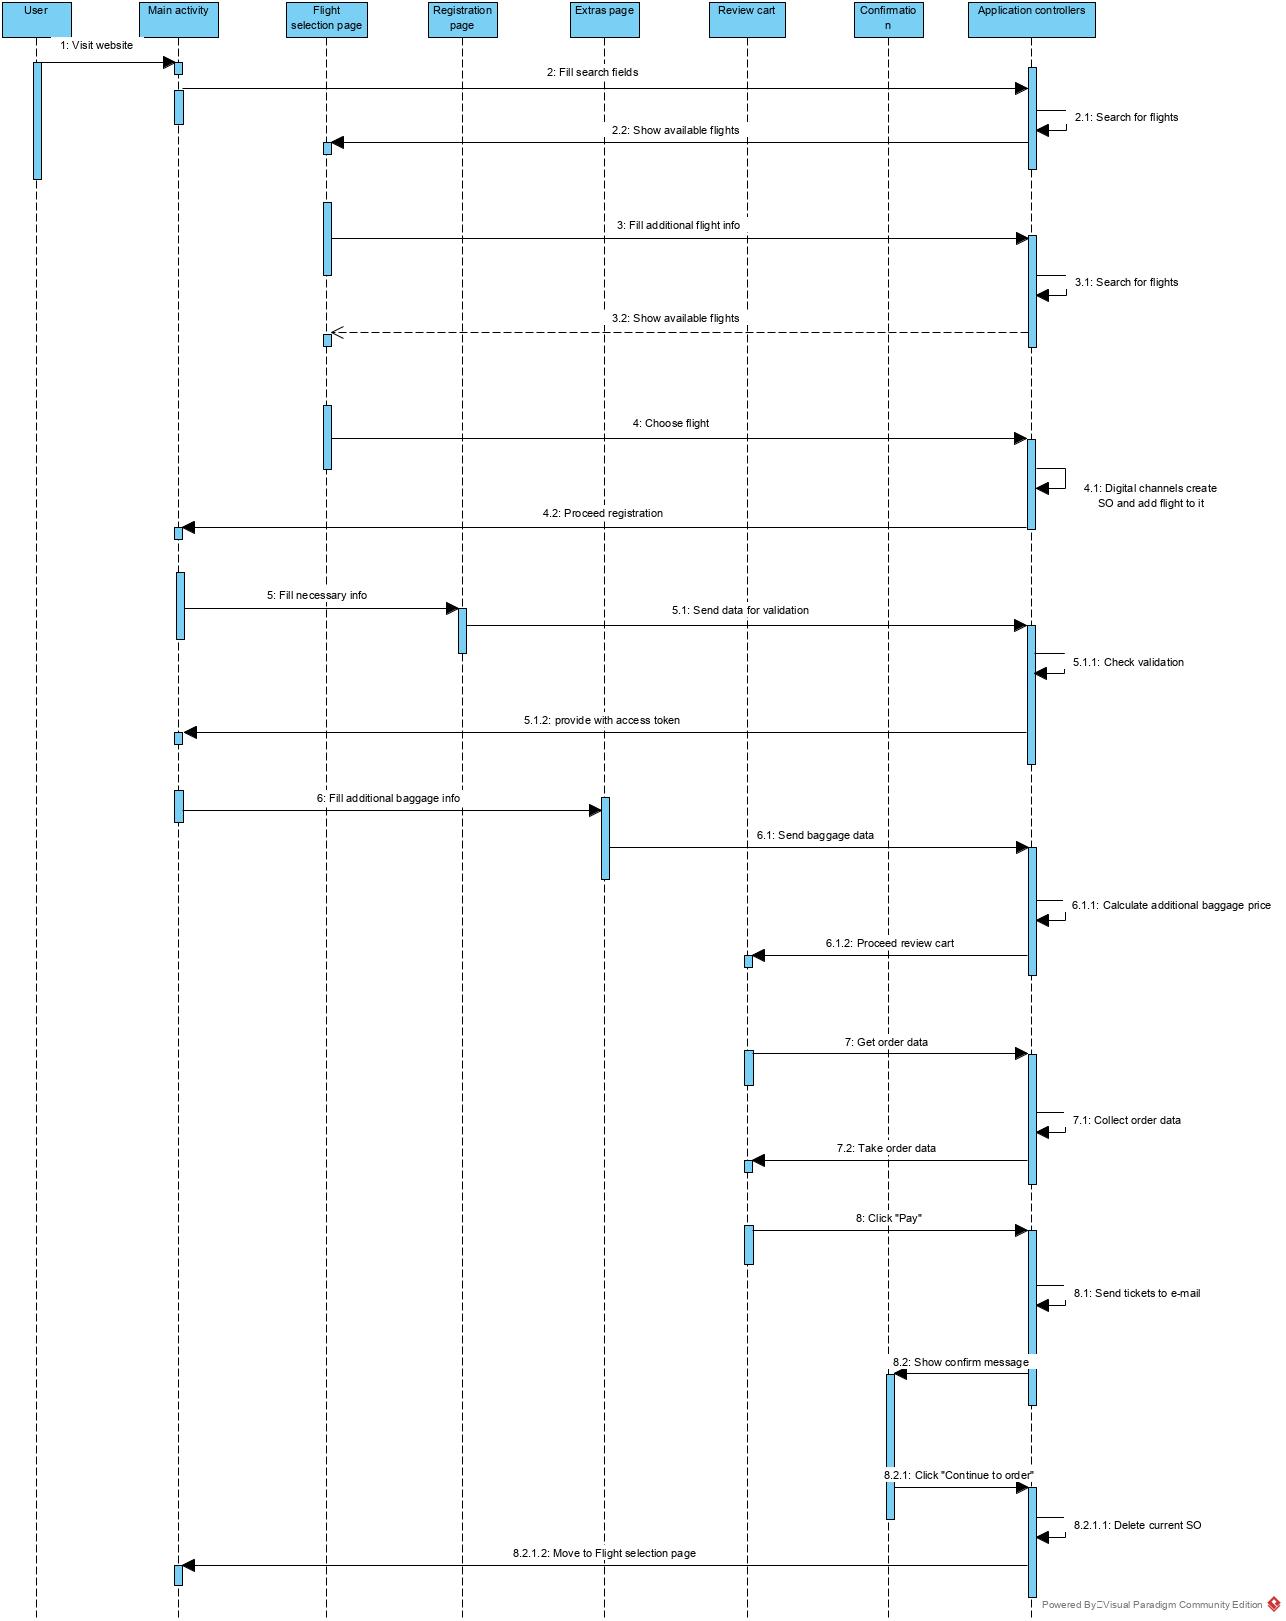 User
Main activity
Flight
selection page
Registration
page
Extras page
Review cart
Confirmatio
n
Application controllers
1: Visit website
2: Fill search fields
2.1: Search for flights
2.2: Show available flights
3: Fill additional flight info
3.1: Search for flights
3.2: Show available flights
4: Choose flight
4.1: Digital channels create
SO and add flight to it
4.2: Proceed registration
5: Fill necessary info
5.1: Send data for validation
5.1.1: Check validation
5.1.2: provide with access token
6: Fill additional baggage info
6.1: Send baggage data
6.1.1: Calculate additional baggage price
6.1.2: Proceed review cart
7: Get order data
7.1: Collect order data
7.2: Take order data
8: Click "Pay"
8.1: Send tickets to e-mail
8.2: Show confirm message
8.2.1: Click "Continue to order"
8.2.1.1: Delete current SO
8.2.1.2: Move to Flight selection page
Powered By Visual Paradigm Community Edition